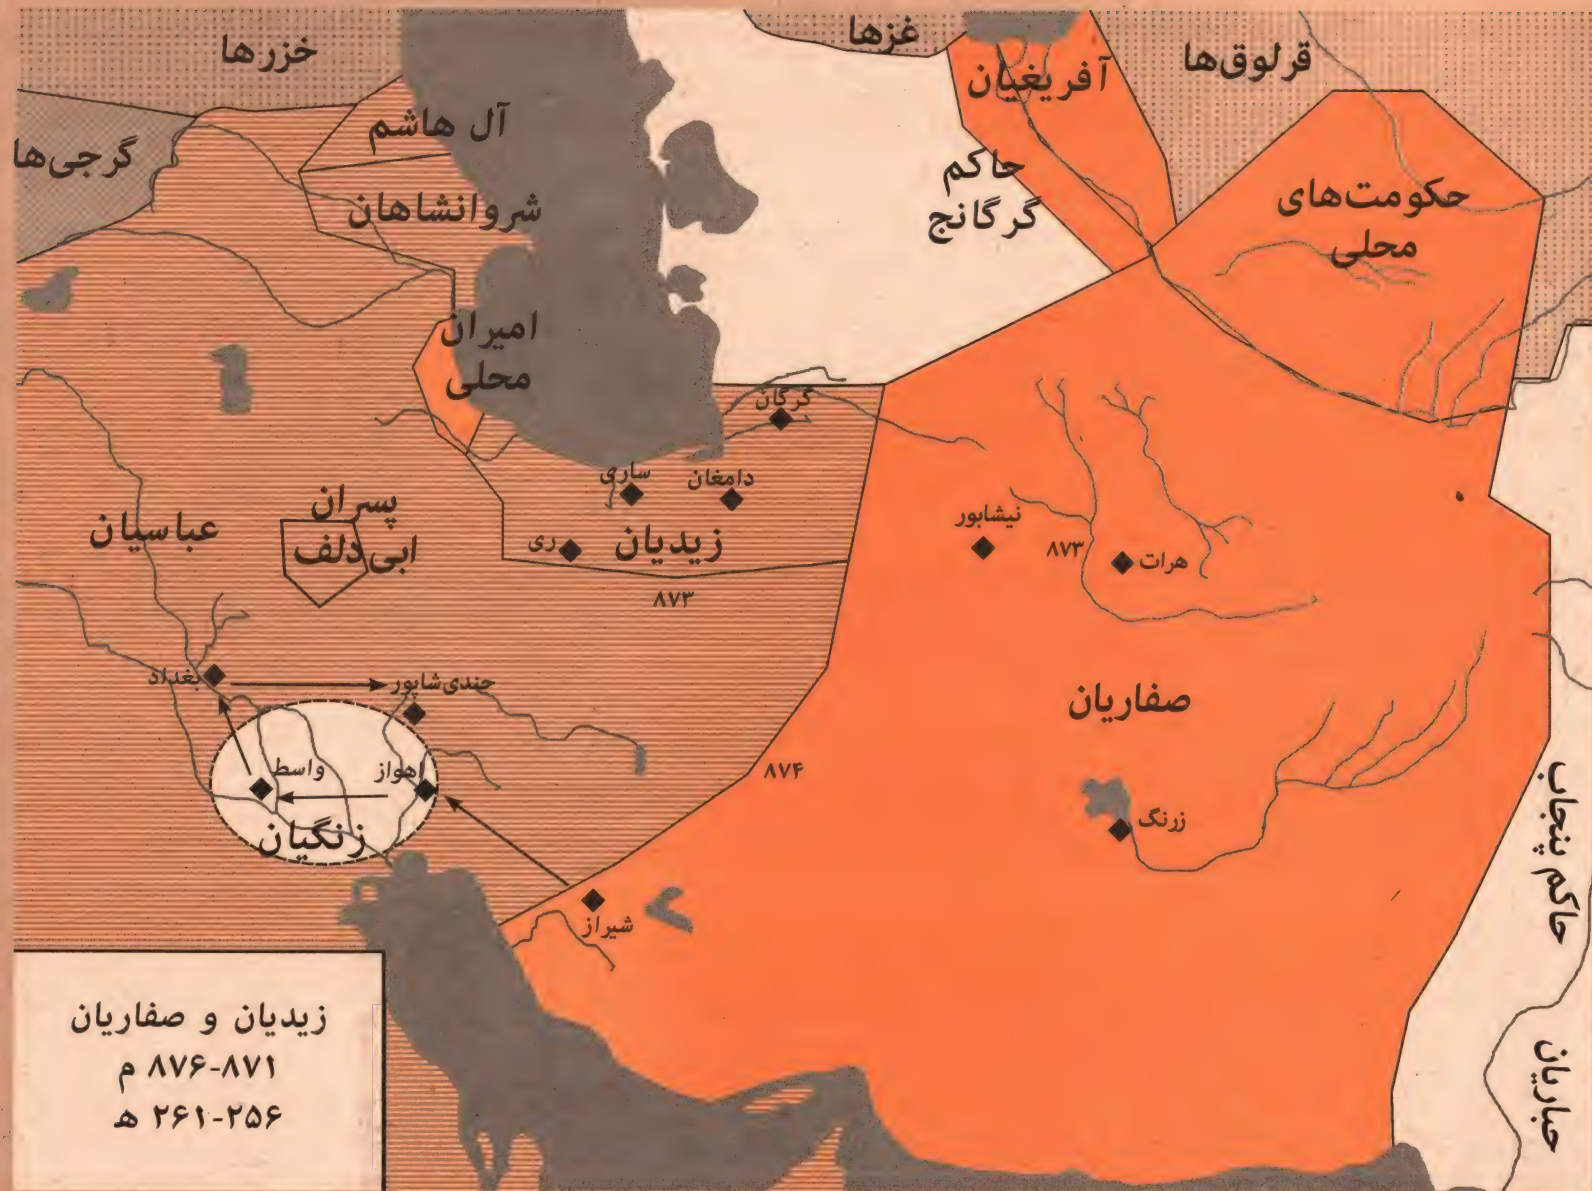 خزرها
غزها
قرلوق‌ها
آفریغیان
گرجی‌ها
آل هاشم
حاکم
گرگانج
حکومت‌های
محلی
شروانشاهان
امیران
محلی
گرگان
ساری
دامغان
نیشابور
پسران
ابی‌دلف
عباسیان
زیدیان
ری
۸۷۳
هرات
۸۷۳
بغداد
جندی‌شاپور
صفاریان
واسط
اهواز
۸۷۴
زنگیان
زرنگ
حاکم پنجاب
شیراز
زیدیان و صفاریان
۸۷۶-۸۷۱ م
۲۶۱-۲۵۶ ه
حباریان